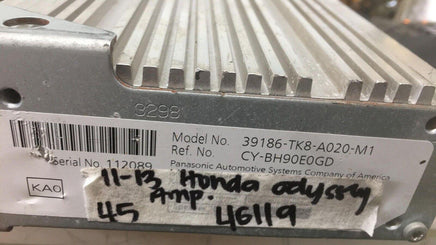 3298
Model No. 39186-TK8-A020-M1
Ref. No. CY-BH90E0GD
Serial No. 112089 Panasonic Automotive Systems Company of America
KAO
11-13 Honda odyssey
Amp.
45 46119